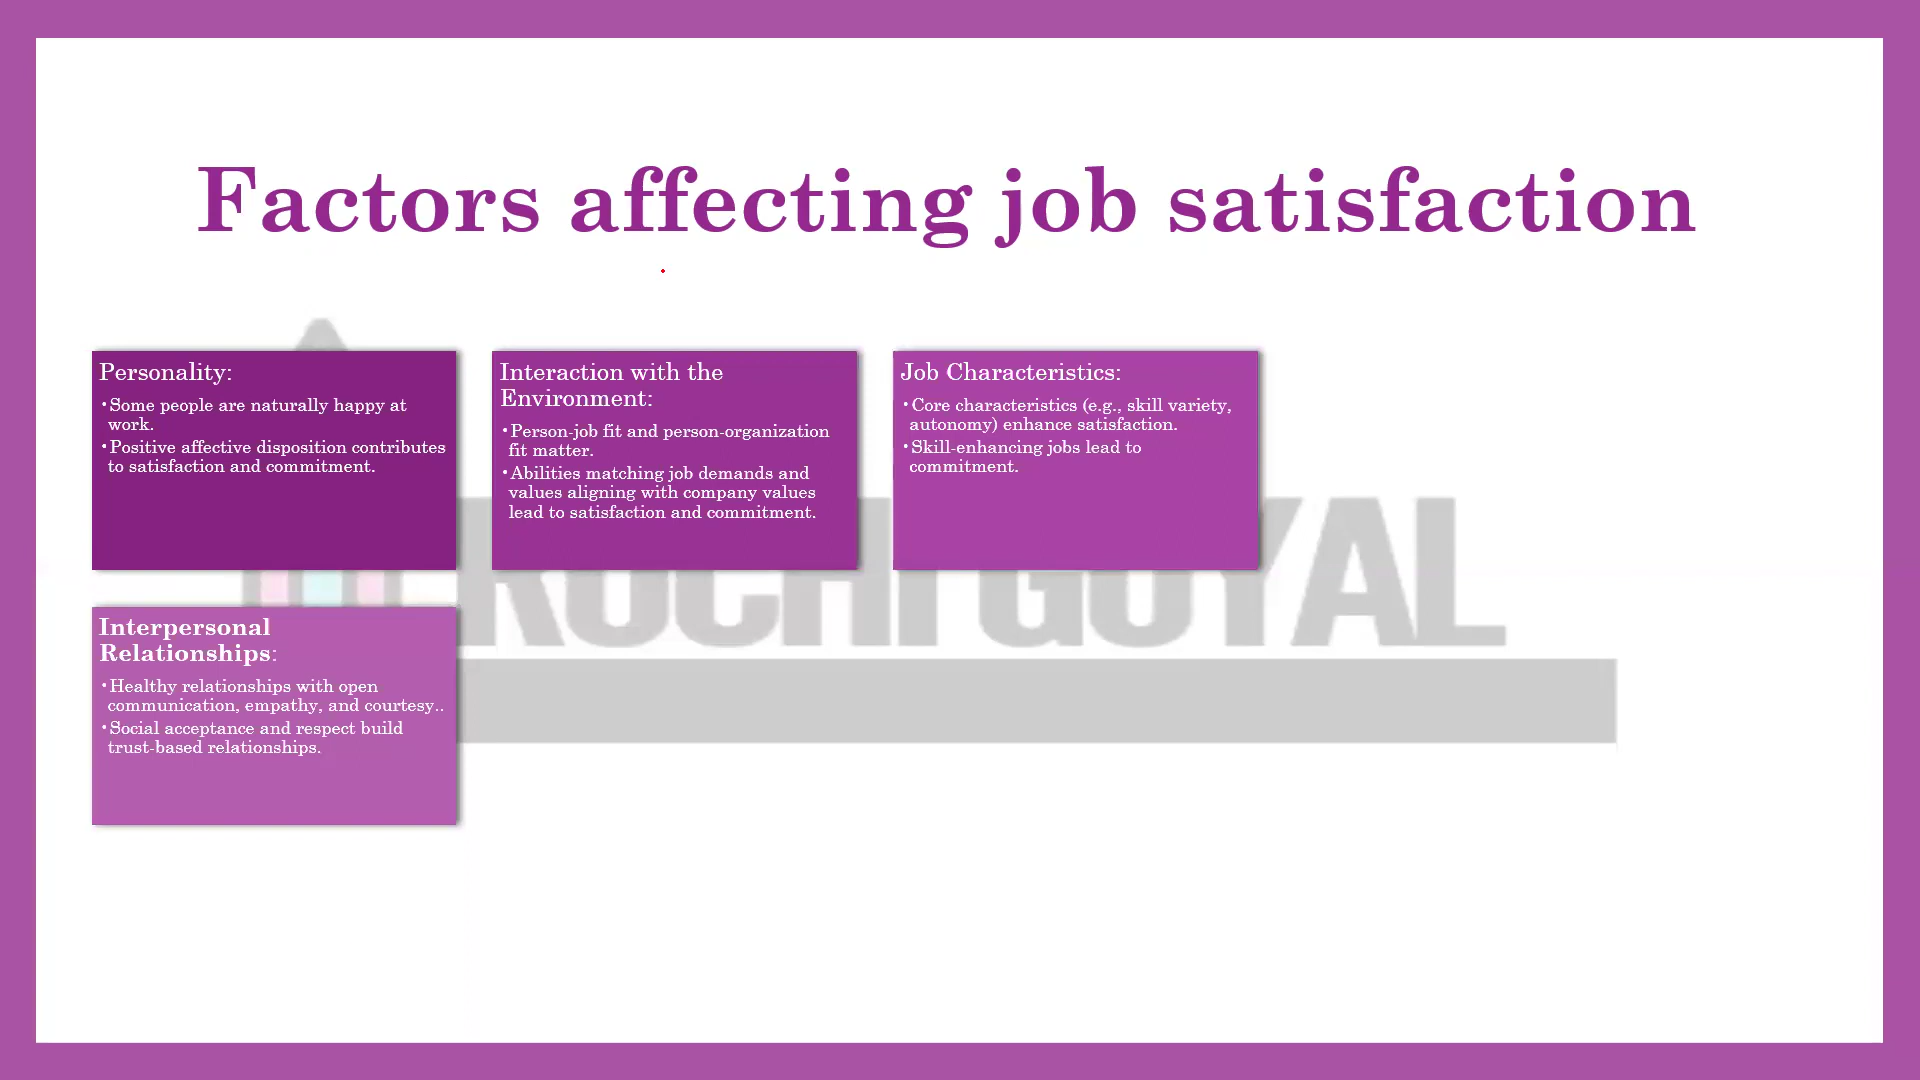 Factors affecting job satisfaction
Personality:
•Some people are naturally happy at
work.
•Positive affective disposition contributes
to satisfaction and commitment.
Interaction with the
Environment:
•Person-job fit and person-organization
fit matter.
•Abilities matching job demands and
values aligning with company values
lead to satisfaction and commitment.
Job Characteristics:
•Core characteristics (e.g., skill variety,
autonomy) enhance satisfaction.
•Skill-enhancing jobs lead to
commitment.
Interpersonal
Relationships:
•Healthy relationships with open
communication, empathy, and courtesy..
•Social acceptance and respect build
trust-based relationships.
GOYAL